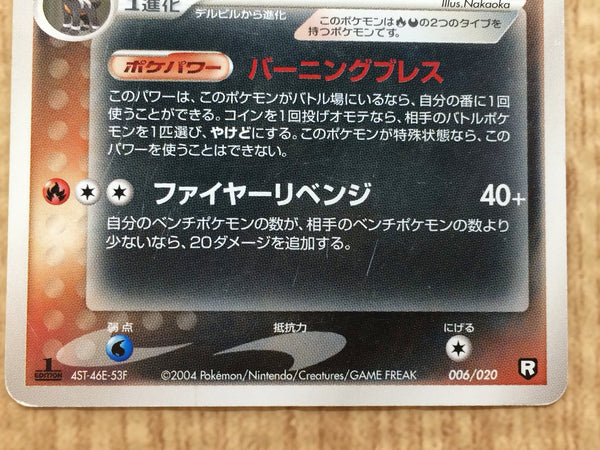 1進化
Illus.Nakaoka
デルビルから進化
このポケモンは の2つのタイプを
持つポケモンです。
ポケパワー バーニングブレス
このパワーは、このポケモンがバトル場にいるなら、自分の番に1回
使うことができる。コインを1回投げオモテなら、相手のバトルポケ
モンを1匹選び、やけどにする。このポケモンが特殊状態なら、この
パワーを使うことはできない。
ファイヤーリベンジ 40+
自分のベンチポケモンの数が、相手のベンチポケモンの数より
少ないなら、20ダメージを追加する。
弱点 抵抗力 にげる
1 EDITION 4ST-46E-53F ©2004 Pokémon/Nintendo/Creatures/GAME FREAK 006/020 R